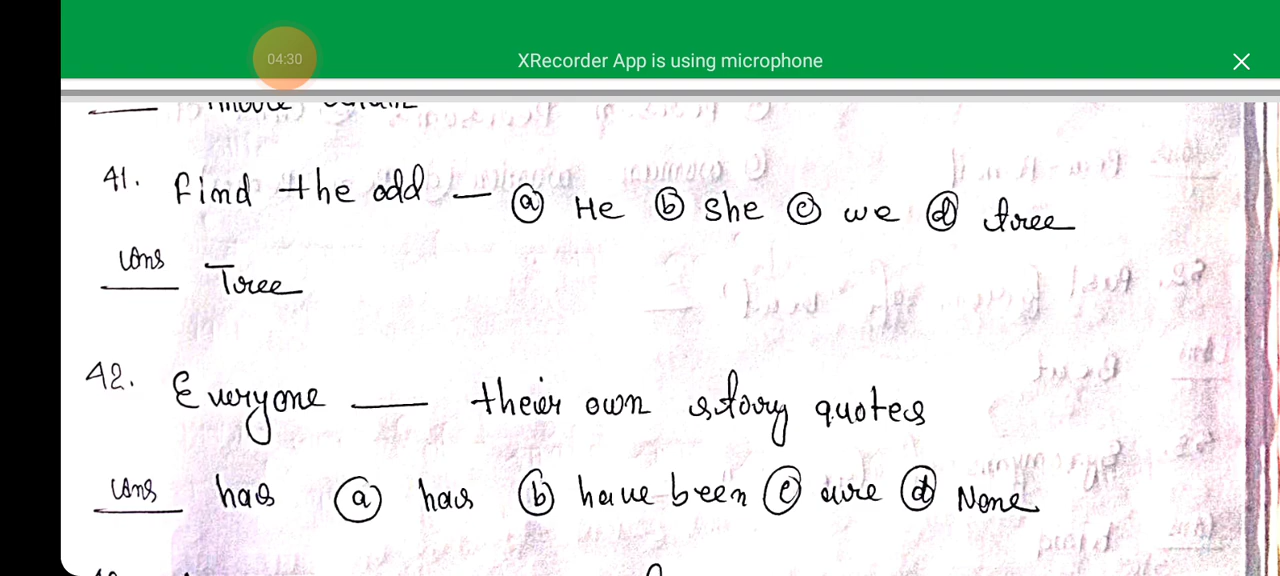 04:30
XRecorder App is using microphone
41. Find the odd — ⓐ He ⓑ She ⓒ we ⓓ tree
Ans Tree
42. Everyone — their own story quotes
Ans has ⓐ has ⓑ have been ⓒ are ⓓ None